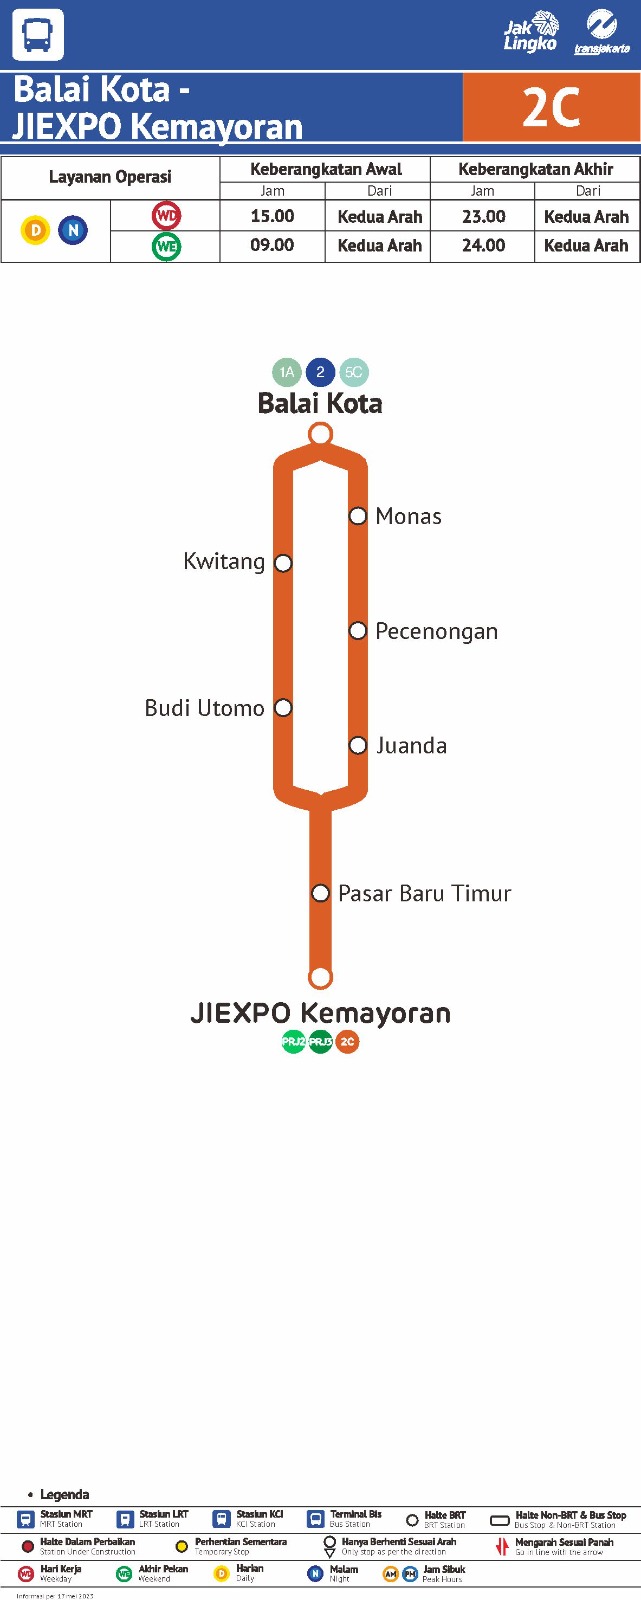 Jak
Lingko
transjakarta
Balai Kota -
JIEXPO Kemayoran
2C
Layanan Operasi
Keberangkatan Awal
Keberangkatan Akhir
Jam
Dari
Jam
Dari
D
N
WD
15.00
Kedua Arah
23.00
Kedua Arah
WE
09.00
Kedua Arah
24.00
Kedua Arah
1A 2 5C
Balai Kota
Monas
Kwitang
Pecenongan
Budi Utomo
Juanda
Pasar Baru Timur
JIEXPO Kemayoran
PRJ2 PRJ3 2C
• Legenda
Stasiun MRT
MRT Station
Stasiun LRT
LRT Station
Stasiun KCI
KCI Station
Terminal Bis
Bus Station
Halte BRT
BRT Station
Halte Non-BRT & Bus Stop
Bus Stop & Non-BRT Station
Halte Dalam Perbaikan
Station Under Construction
Perhentian Sementara
Temporary Stop
Hanya Berhenti Sesuai Arah
Only stop as per the direction
Mengarah Sesuai Panah
Go in line with the arrow
WD
Hari Kerja
Weekday
WE
Akhir Pekan
Weekend
D
Harian
Daily
N
Malam
Night
AM PM
Jam Sibuk
Peak Hours
Informasi per 17 mei 2023